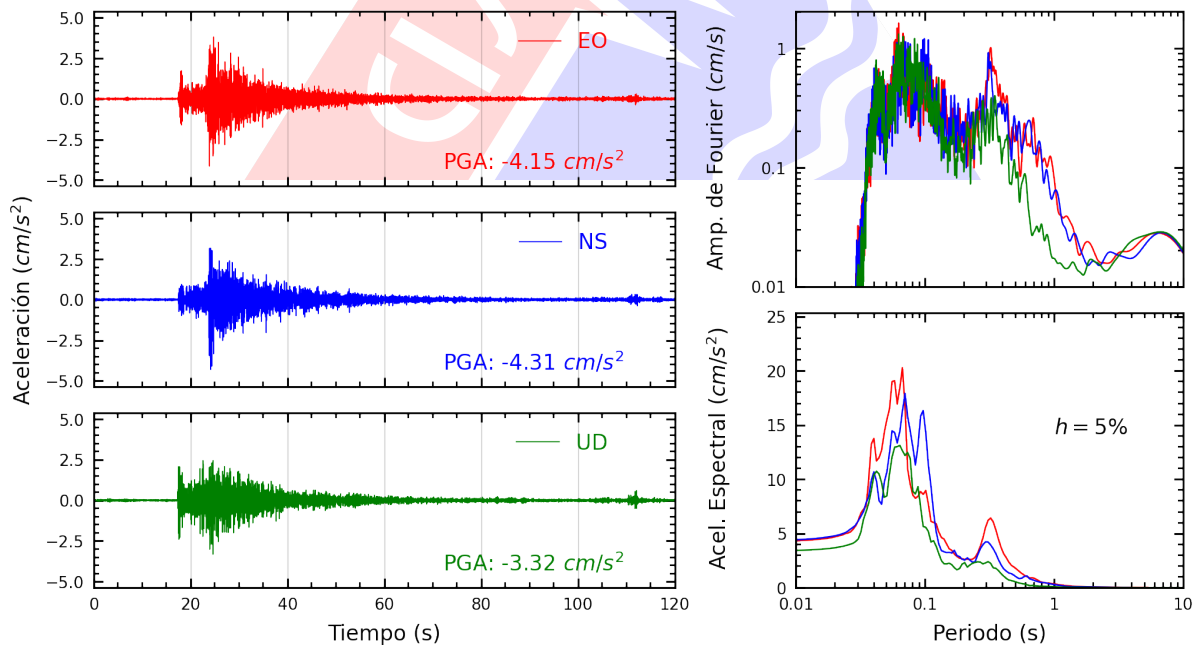 Aceleración (cm/s²)
5.0
2.5
0.0
−2.5
−5.0
EO
PGA: -4.15 cm/s²
5.0
2.5
0.0
−2.5
−5.0
NS
PGA: -4.31 cm/s²
5.0
2.5
0.0
−2.5
−5.0
UD
PGA: -3.32 cm/s²
0 20 40 60 80 100 120
Tiempo (s)
Amp. de Fourier (cm/s)
1
0.1
0.01
Acel. Espectral (cm/s²)
25
20
15
10
5
0
h = 5%
0.01 0.1 1 10
Periodo (s)